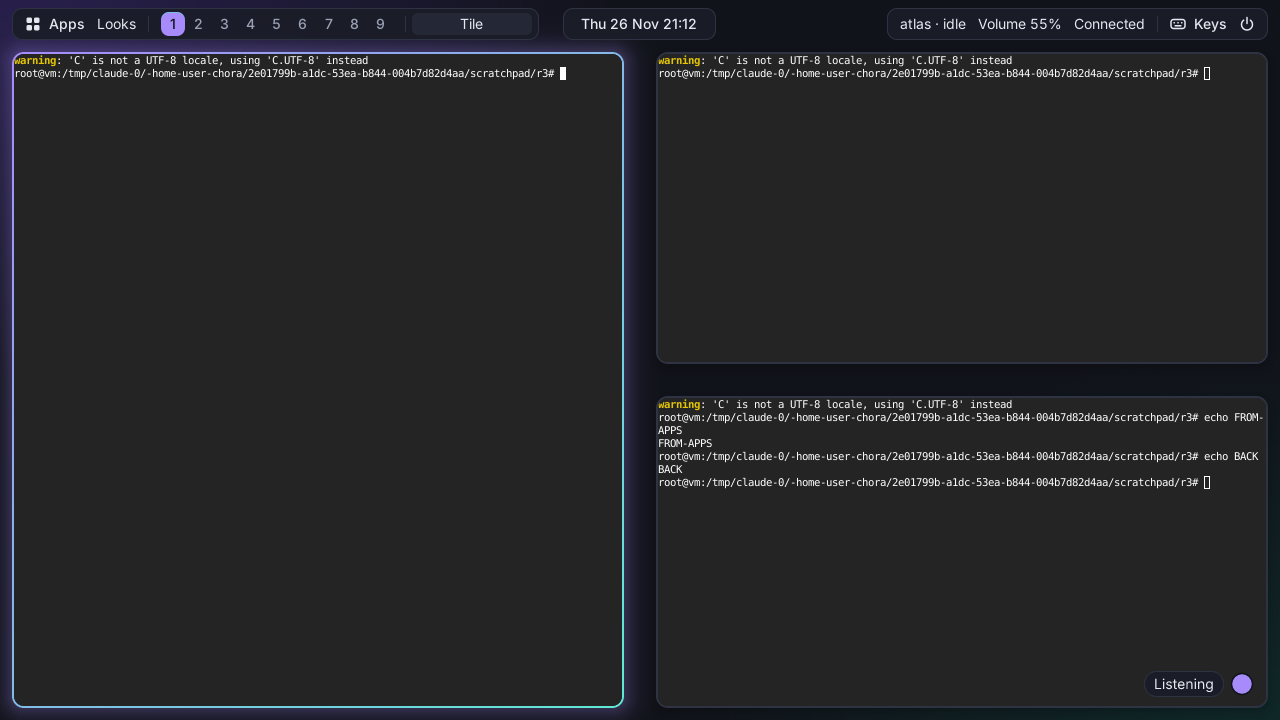 Apps Looks 1 2 3 4 5 6 7 8 9 Tile
Thu 26 Nov 21:12
atlas · idle Volume 55% Connected Keys
warning: 'C' is not a UTF-8 locale, using 'C.UTF-8' instead
root@vm:/tmp/claude-0/-home-user-chora/2e01799b-a1dc-53ea-b844-004b7d82d4aa/scratchpad/r3#
warning: 'C' is not a UTF-8 locale, using 'C.UTF-8' instead
root@vm:/tmp/claude-0/-home-user-chora/2e01799b-a1dc-53ea-b844-004b7d82d4aa/scratchpad/r3#
warning: 'C' is not a UTF-8 locale, using 'C.UTF-8' instead
root@vm:/tmp/claude-0/-home-user-chora/2e01799b-a1dc-53ea-b844-004b7d82d4aa/scratchpad/r3# echo FROM-
APPS
FROM-APPS
root@vm:/tmp/claude-0/-home-user-chora/2e01799b-a1dc-53ea-b844-004b7d82d4aa/scratchpad/r3# echo BACK
BACK
root@vm:/tmp/claude-0/-home-user-chora/2e01799b-a1dc-53ea-b844-004b7d82d4aa/scratchpad/r3#
Listening